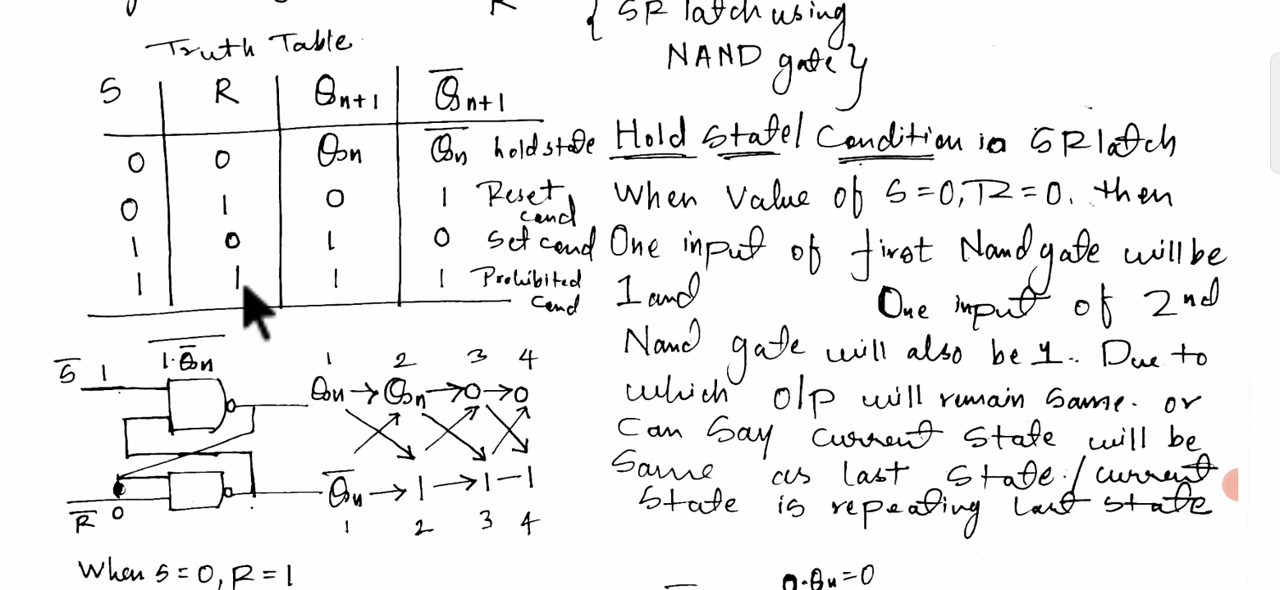 R { SR latch using
NAND gate }
Truth Table
S R Qn+1 Q̅n+1
0 0 Qn Q̅n hold state
0 1 0 1 Reset cond
1 0 1 0 Set cond
1 1 1 1 Prohibited cond
Hold State/ Condition in SR latch
When Value of S=0, R=0. then
One input of first Nand gate will be
1 and One input of 2nd
Nand gate will also be 1. Due to
which O/P will remain Same. or
Can Say current State will be
Same as last State / current
State is repeating last state
S̅ 1 1·Q̅n
1 2 3 4
Qn → Qn → 0 → 0
Q̅n → 1 → 1 – 1
R̅ 0
1 2 3 4
When S=0, R=1
0·Qn=0